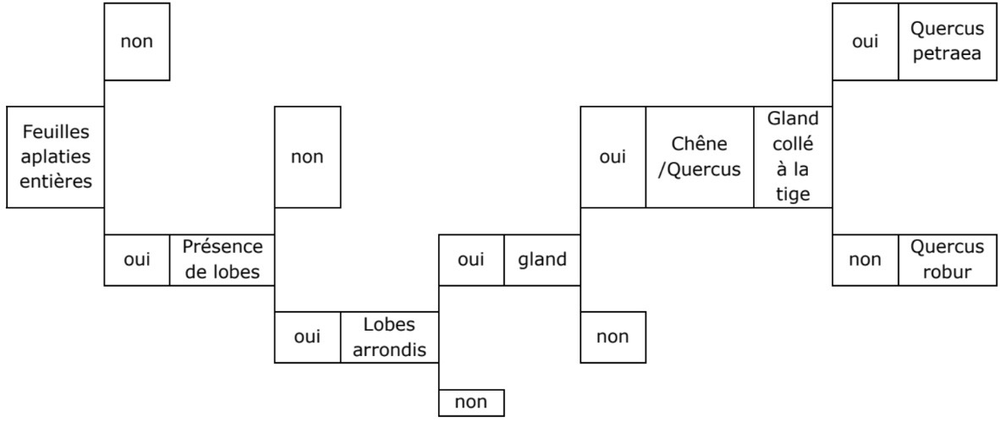 non
oui
Quercus
petraea
Feuilles
aplaties
entières
non
oui
Chêne
/Quercus
Gland
collé
à la
tige
oui
Présence
de lobes
oui
gland
non
Quercus
robur
oui
Lobes
arrondis
non
non